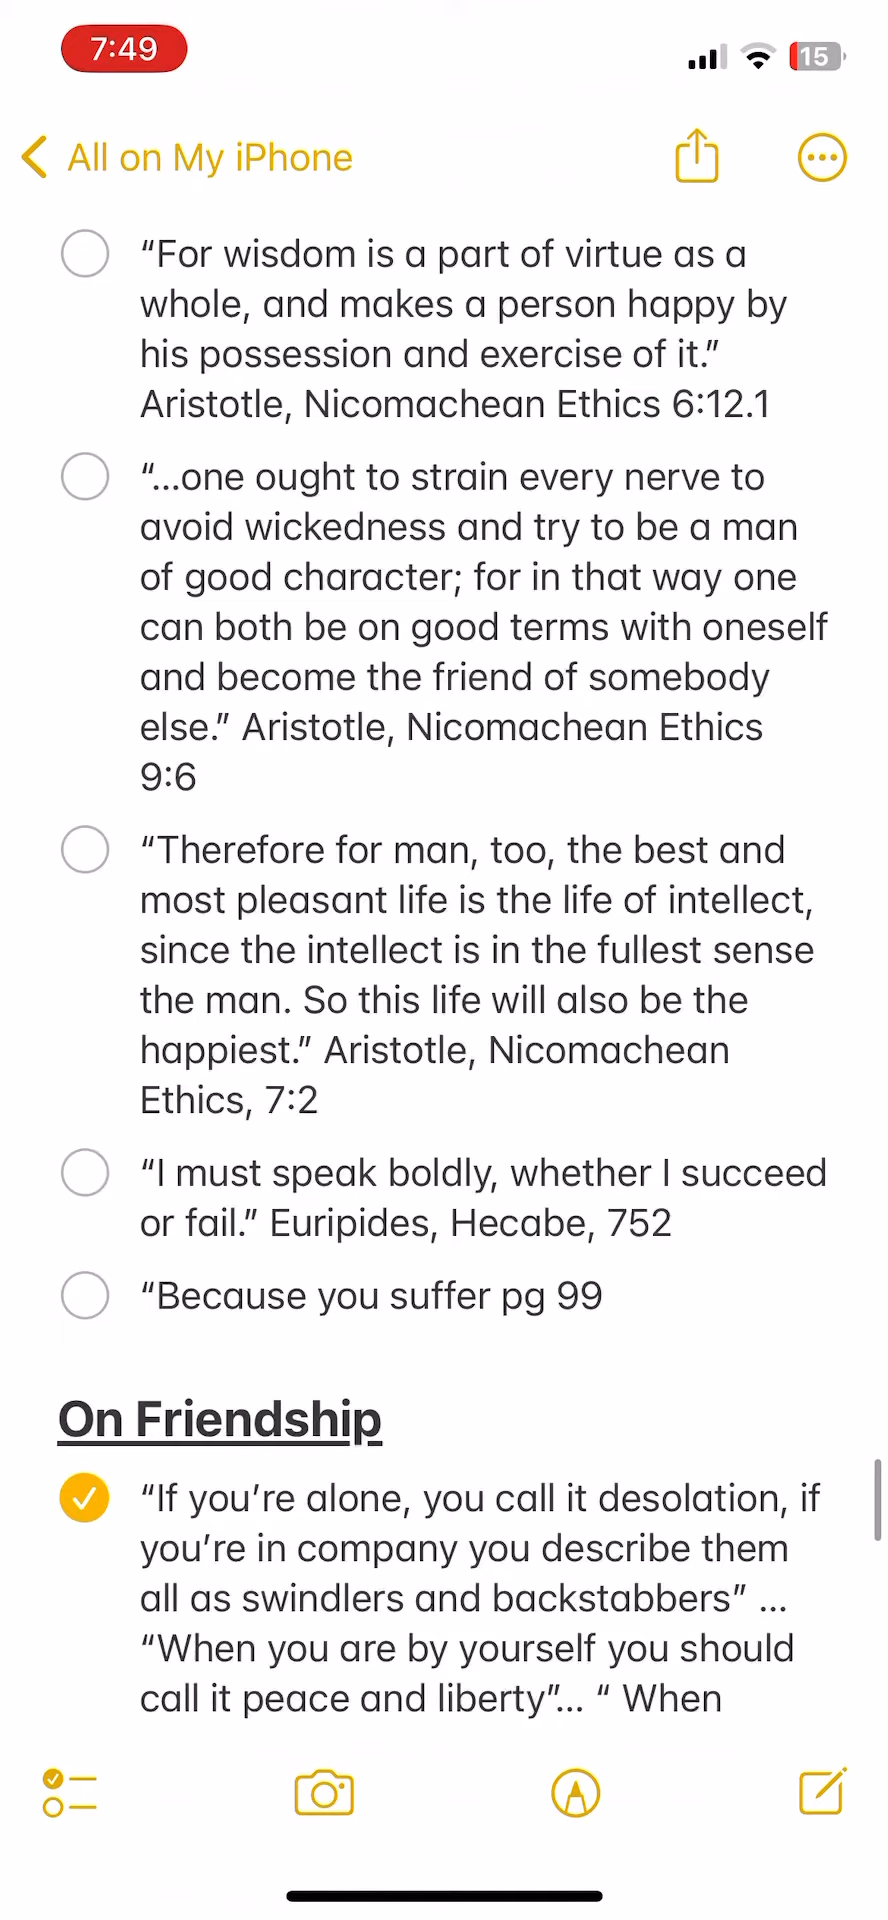 7:49
15
All on My iPhone
“For wisdom is a part of virtue as a
whole, and makes a person happy by
his possession and exercise of it.”
Aristotle, Nicomachean Ethics 6:12.1
“...one ought to strain every nerve to
avoid wickedness and try to be a man
of good character; for in that way one
can both be on good terms with oneself
and become the friend of somebody
else.” Aristotle, Nicomachean Ethics
9:6
“Therefore for man, too, the best and
most pleasant life is the life of intellect,
since the intellect is in the fullest sense
the man. So this life will also be the
happiest.” Aristotle, Nicomachean
Ethics, 7:2
“I must speak boldly, whether I succeed
or fail.” Euripides, Hecabe, 752
“Because you suffer pg 99
On Friendship
“If you’re alone, you call it desolation, if
you’re in company you describe them
all as swindlers and backstabbers” ...
“When you are by yourself you should
call it peace and liberty”... “ When